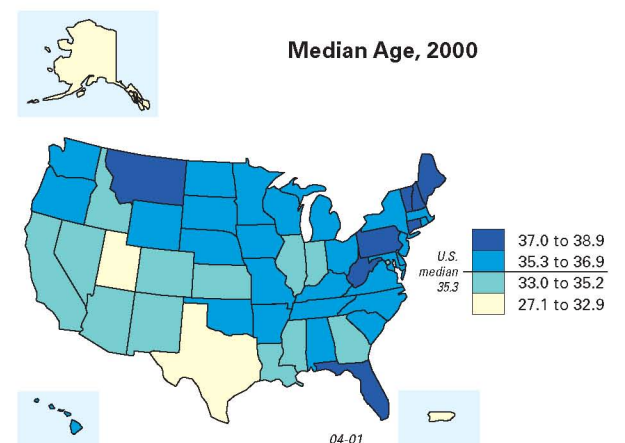 Median Age, 2000
37.0 to 38.9
U.S.
median
35.3
35.3 to 36.9
33.0 to 35.2
27.1 to 32.9
04-01